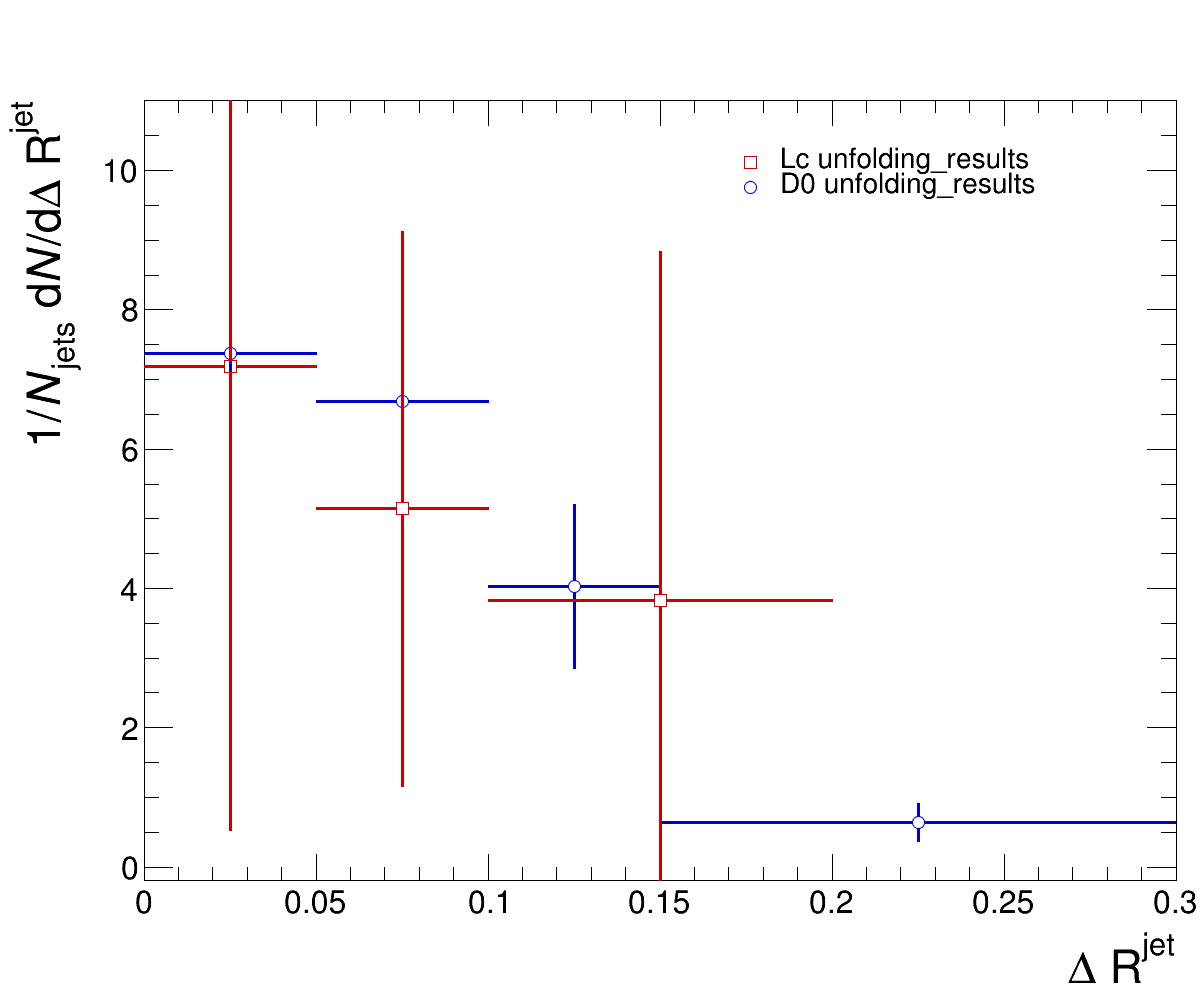 1/N_jets dN/dΔ R^jet
Lc unfolding_results
D0 unfolding_results
10
8
6
4
2
0
0 0.05 0.1 0.15 0.2 0.25 0.3
Δ R^jet